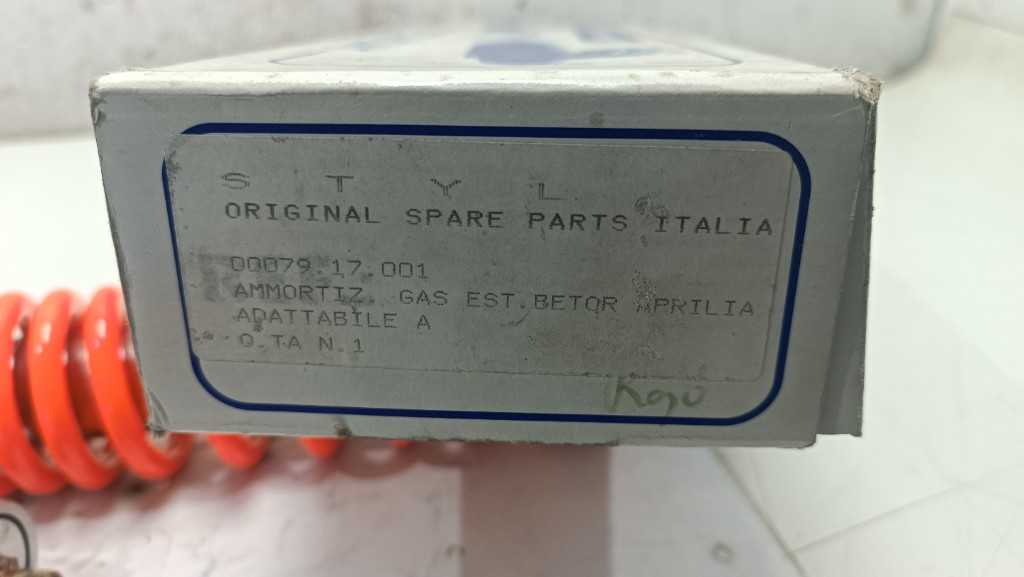 S T Y L
ORIGINAL SPARE PARTS ITALIA
00079.17.001
AMMORTIZ. GAS EST.BETOR APRILIA
ADATTABILE A
Q.TA N.1